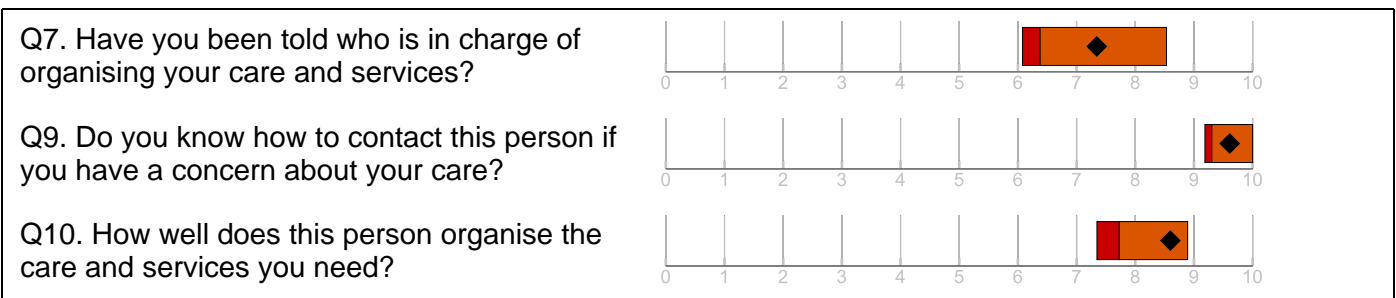 Q7. Have you been told who is in charge of
organising your care and services?
0 1 2 3 4 5 6 7 8 9 10
Q9. Do you know how to contact this person if
you have a concern about your care?
0 1 2 3 4 5 6 7 8 9 10
Q10. How well does this person organise the
care and services you need?
0 1 2 3 4 5 6 7 8 9 10